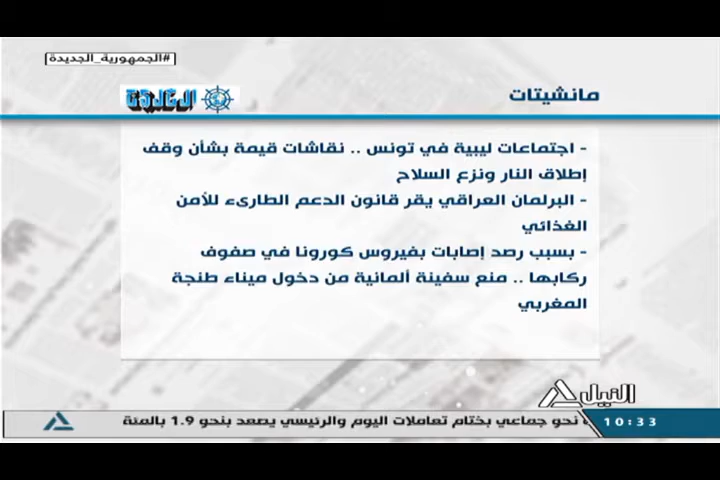 #الجمهورية_الجديدة
مانشيتات
- اجتماعات ليبية في تونس .. نقاشات قيمة بشأن وقف
إطلاق النار ونزع السلاح
- البرلمان العراقي يقر قانون الدعم الطارىء للأمن
الغذائي
- بسبب رصد إصابات بفيروس كورونا في صفوف
ركابها .. منع سفينة ألمانية من دخول ميناء طنجة
المغربي
النيل
نحو جماعي بختام تعاملات اليوم والرئيسي يصعد بنحو 1.9 بالمئة
10:33